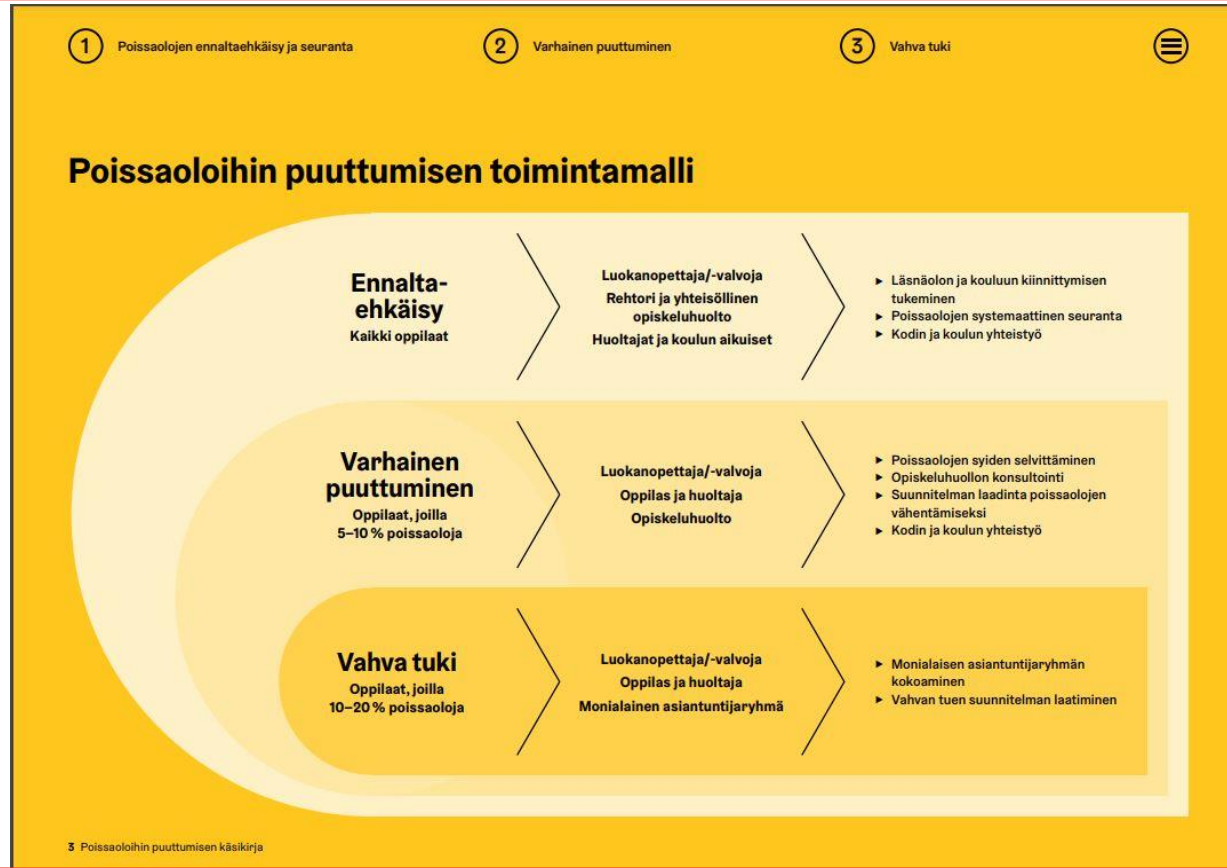 1 Poissaolojen ennaltaehkäisy ja seuranta
2 Varhainen puuttuminen
3 Vahva tuki
Poissaoloihin puuttumisen toimintamalli
Ennalta-
ehkäisy
Kaikki oppilaat
Luokanopettaja/-valvoja
Rehtori ja yhteisöllinen
opiskeluhuolto
Huoltajat ja koulun aikuiset
► Läsnäolon ja kouluun kiinnittymisen
tukeminen
► Poissaolojen systemaattinen seuranta
► Kodin ja koulun yhteistyö
Varhainen
puuttuminen
Oppilaat, joilla
5–10 % poissaoloja
Luokanopettaja/-valvoja
Oppilas ja huoltaja
Opiskeluhuolto
► Poissaolojen syiden selvittäminen
► Opiskeluhuollon konsultointi
► Suunnitelman laadinta poissaolojen
vähentämiseksi
► Kodin ja koulun yhteistyö
Vahva tuki
Oppilaat, joilla
10–20 % poissaoloja
Luokanopettaja/-valvoja
Oppilas ja huoltaja
Monialainen asiantuntijaryhmä
► Monialaisen asiantuntijaryhmän
kokoaminen
► Vahvan tuen suunnitelman laatiminen
3 Poissaoloihin puuttumisen käsikirja